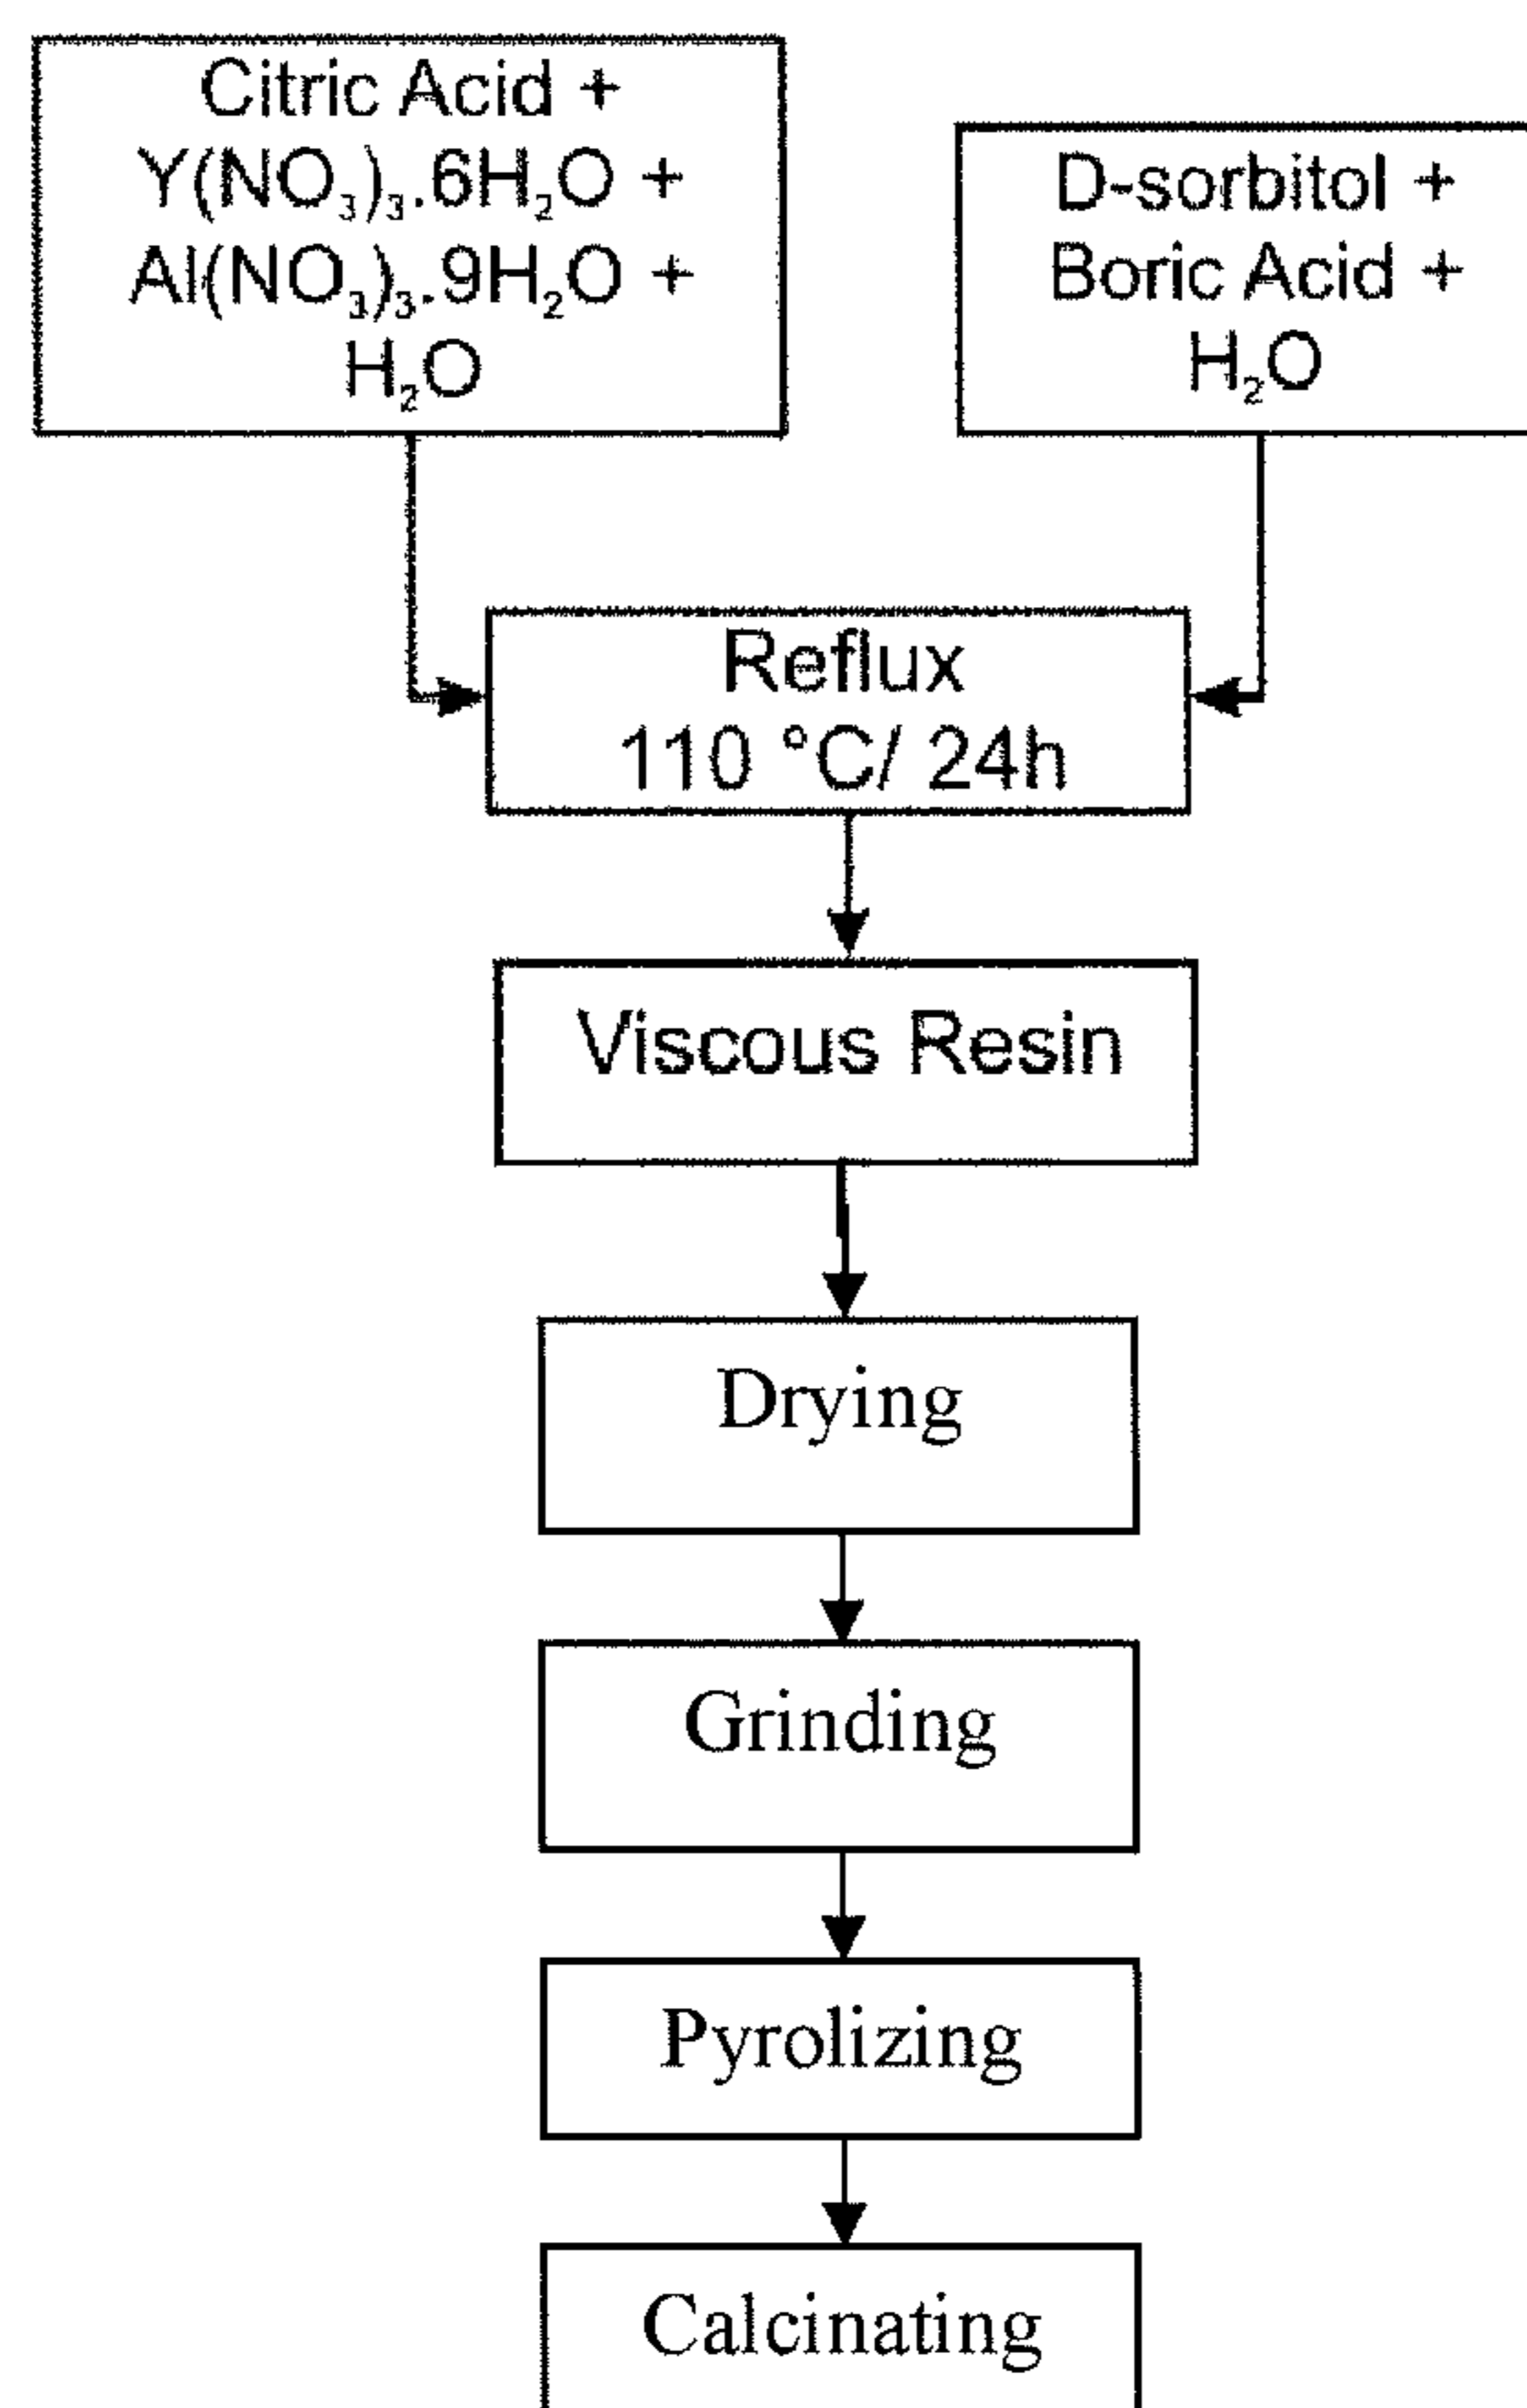 Citric Acid +
Y(NO₃)₃.6H₂O +
Al(NO₃)₃.9H₂O +
H₂O
D-sorbitol +
Boric Acid +
H₂O
Reflux
110 °C/ 24h
Viscous Resin
Drying
Grinding
Pyrolizing
Calcinating